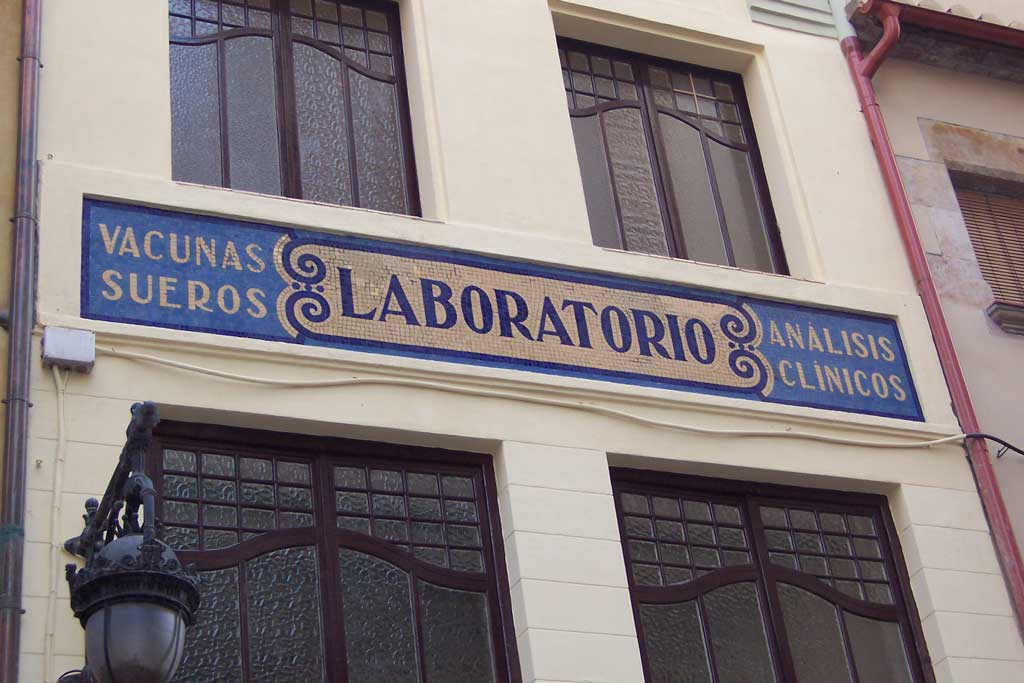 VACUNAS
SUEROS
LABORATORIO
ANÁLISIS
CLÍNICOS